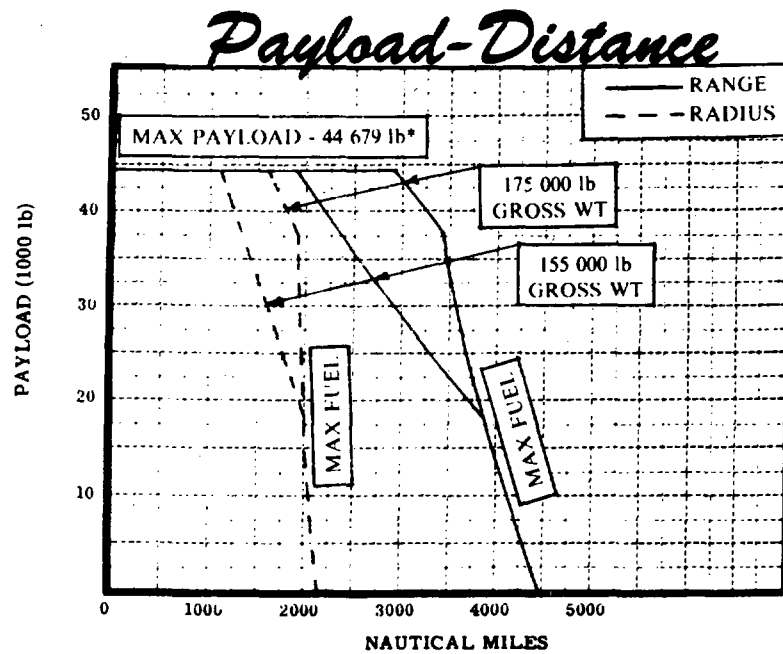 Payload-Distance
RANGE
RADIUS
50
MAX PAYLOAD - 44 679 lb*
175 000 lb
GROSS WT
40
155 000 lb
GROSS WT
30
PAYLOAD (1000 lb)
20
MAX FUEL
MAX FUEL
10
0
1000
2000
3000
4000
5000
NAUTICAL MILES